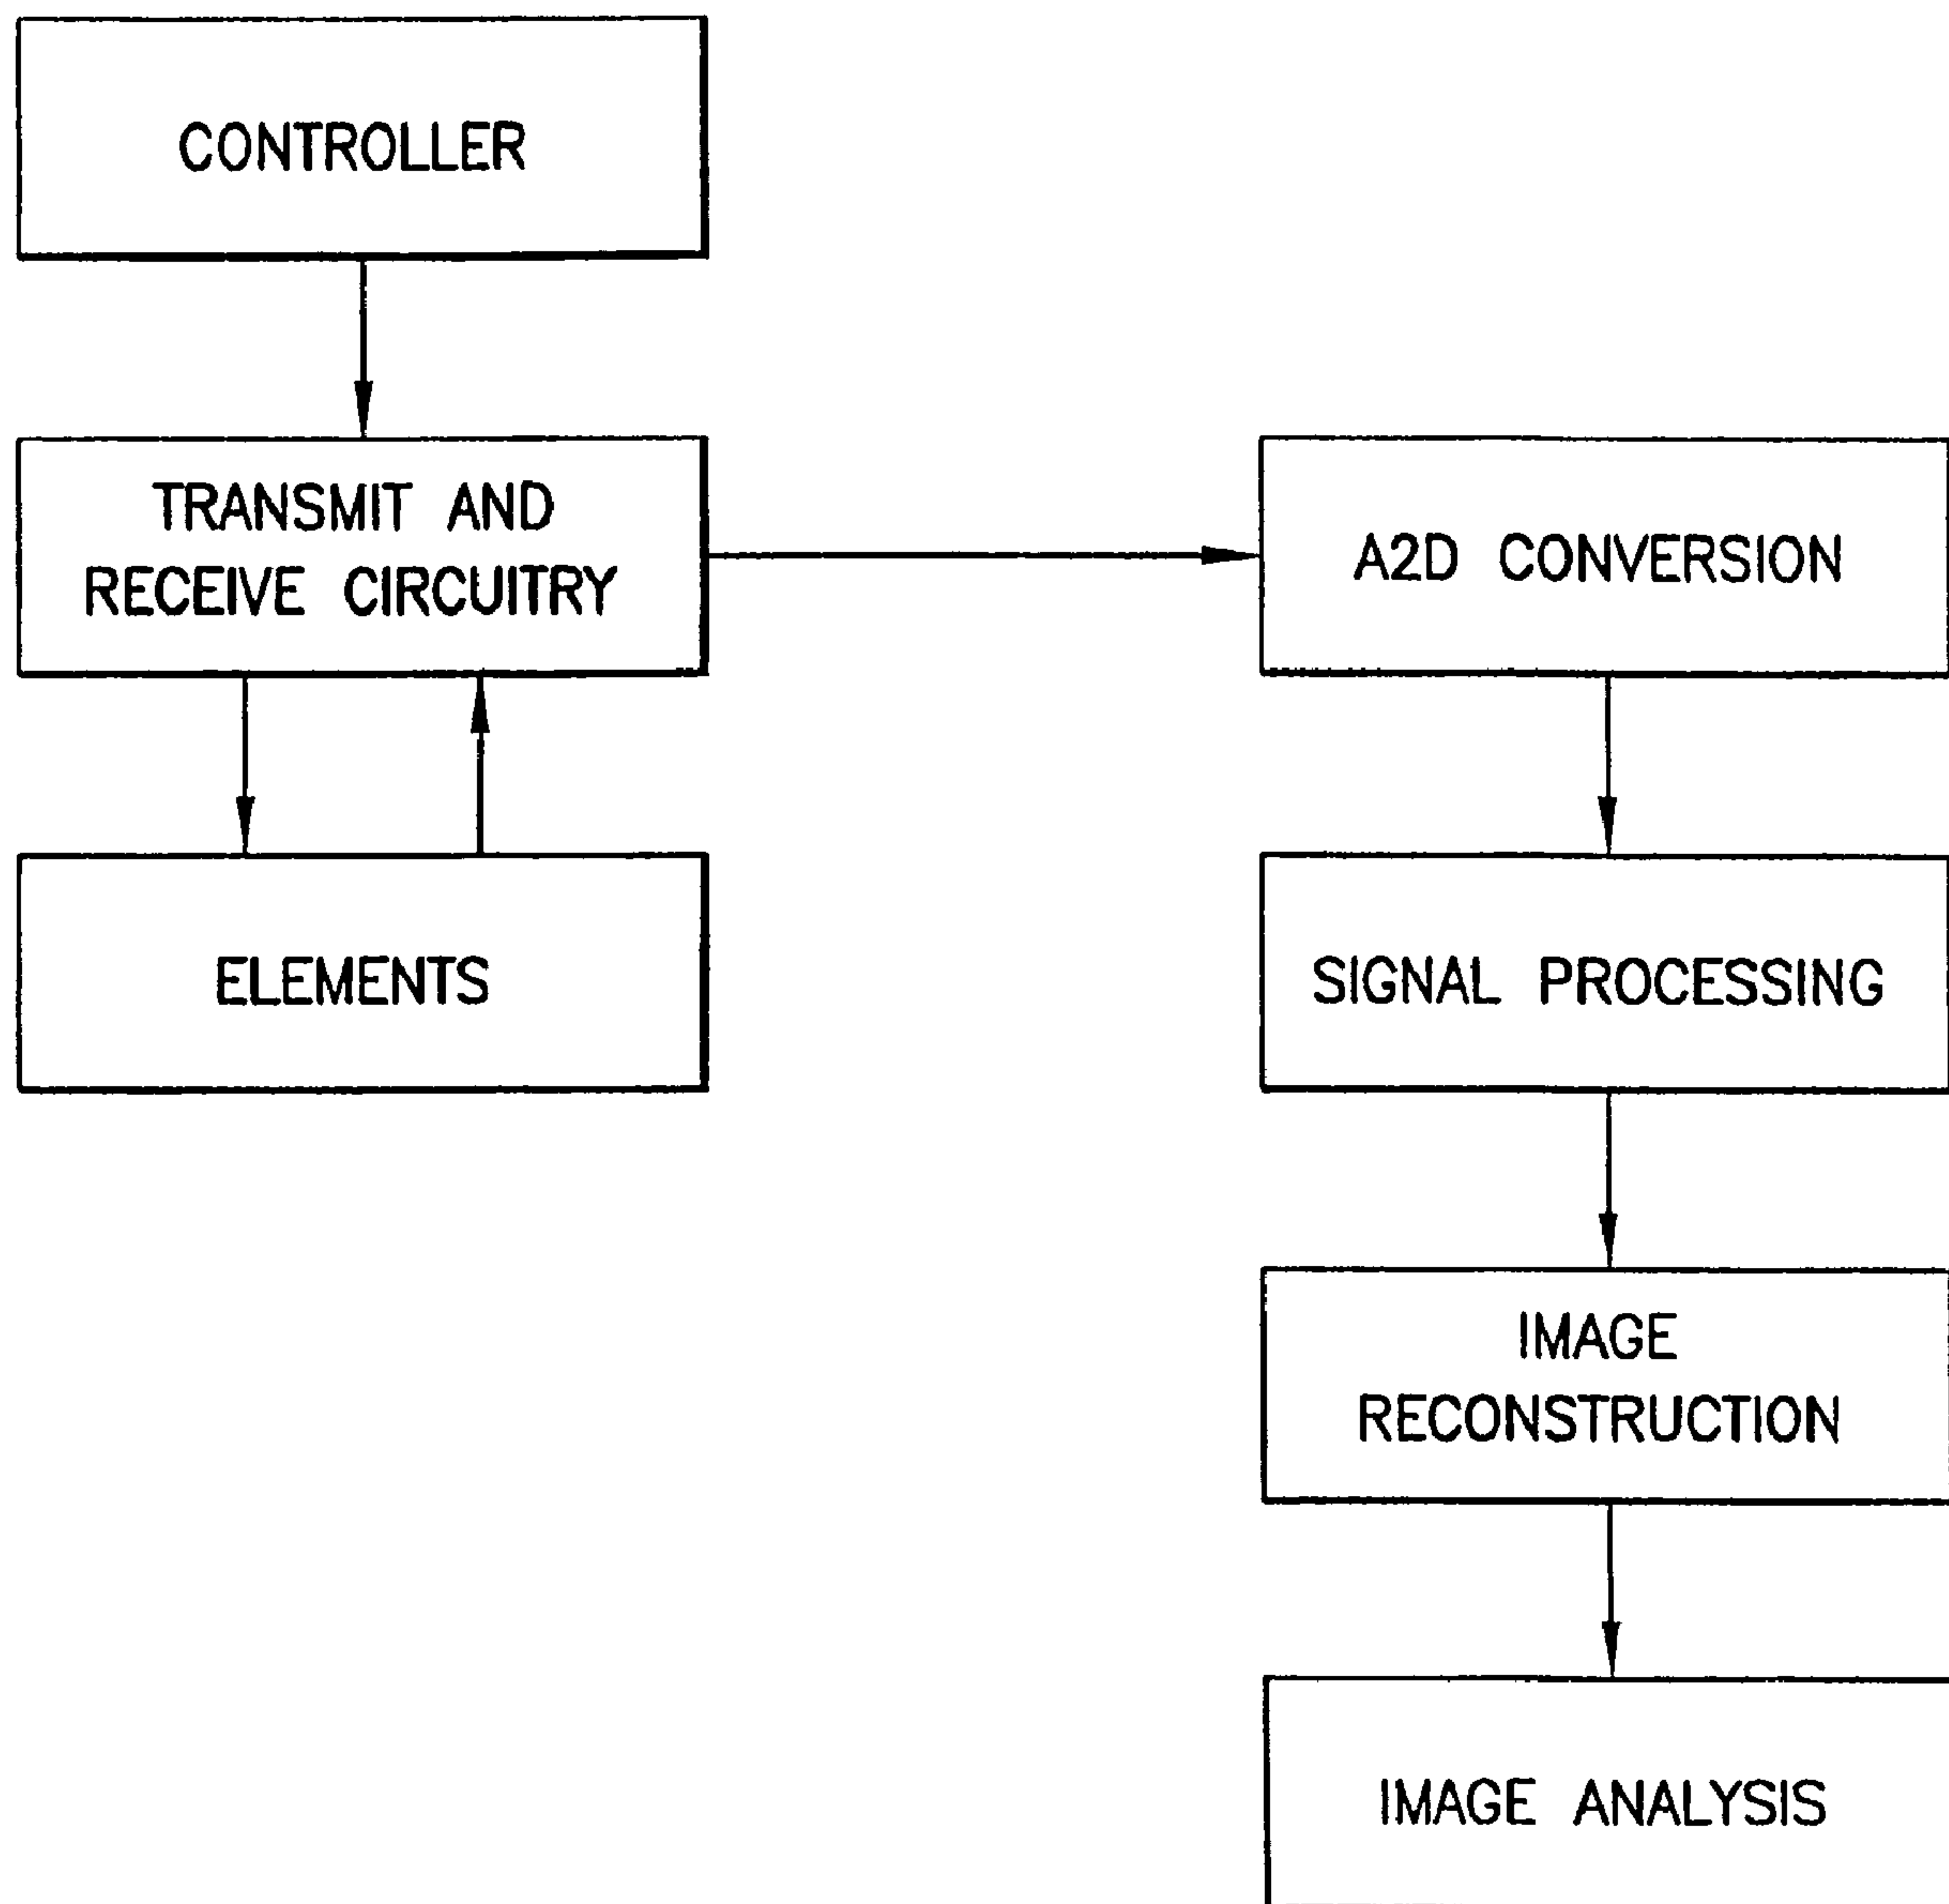 CONTROLLER
TRANSMIT AND
RECEIVE CIRCUITRY
A2D CONVERSION
ELEMENTS
SIGNAL PROCESSING
IMAGE
RECONSTRUCTION
IMAGE ANALYSIS